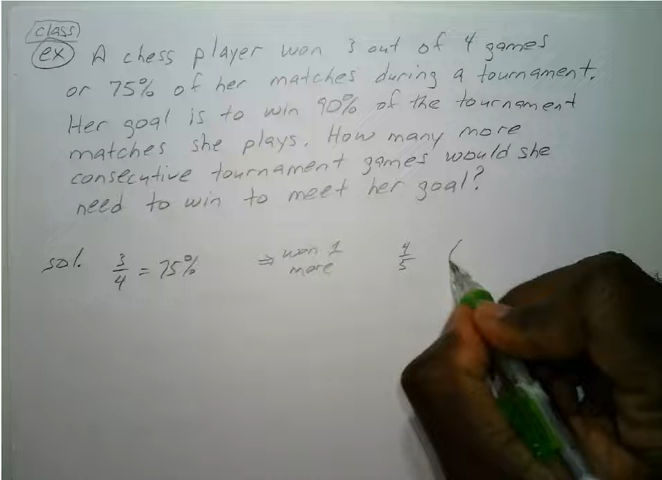 class
ex A chess player won 3 out of 4 games
or 75% of her matches during a tournament.
Her goal is to win 90% of the tournament
matches she plays. How many more
consecutive tournament games would she
need to win to meet her goal?
sol. 3/4 = 75% ⇒ won 1 more 4/5 (